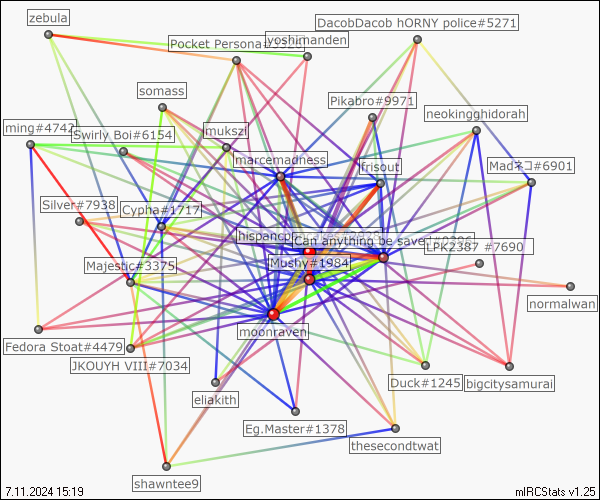 zebula
DacobDacob hORNY police#5271
yoshimanden
Pocket Persona
somass
Pikabro#9971
neokingghidorah
ming#4742
Swirly Boi#6154
mukszi
marcemadness
frisout
Madネコ#6901
Silver#7938
Cypha#1717
Can anything be saved
LPK2387 #7690
Mushy#1984
Majestic#3375
normalwan
moonraven
Fedora Stoat#4479
JKOUYH VIII#7034
Duck#1245
bigcitysamurai
eliakith
Eg.Master#1378
thesecondtwat
shawntee9
7.11.2024 15:19
mIRCStats v1.25